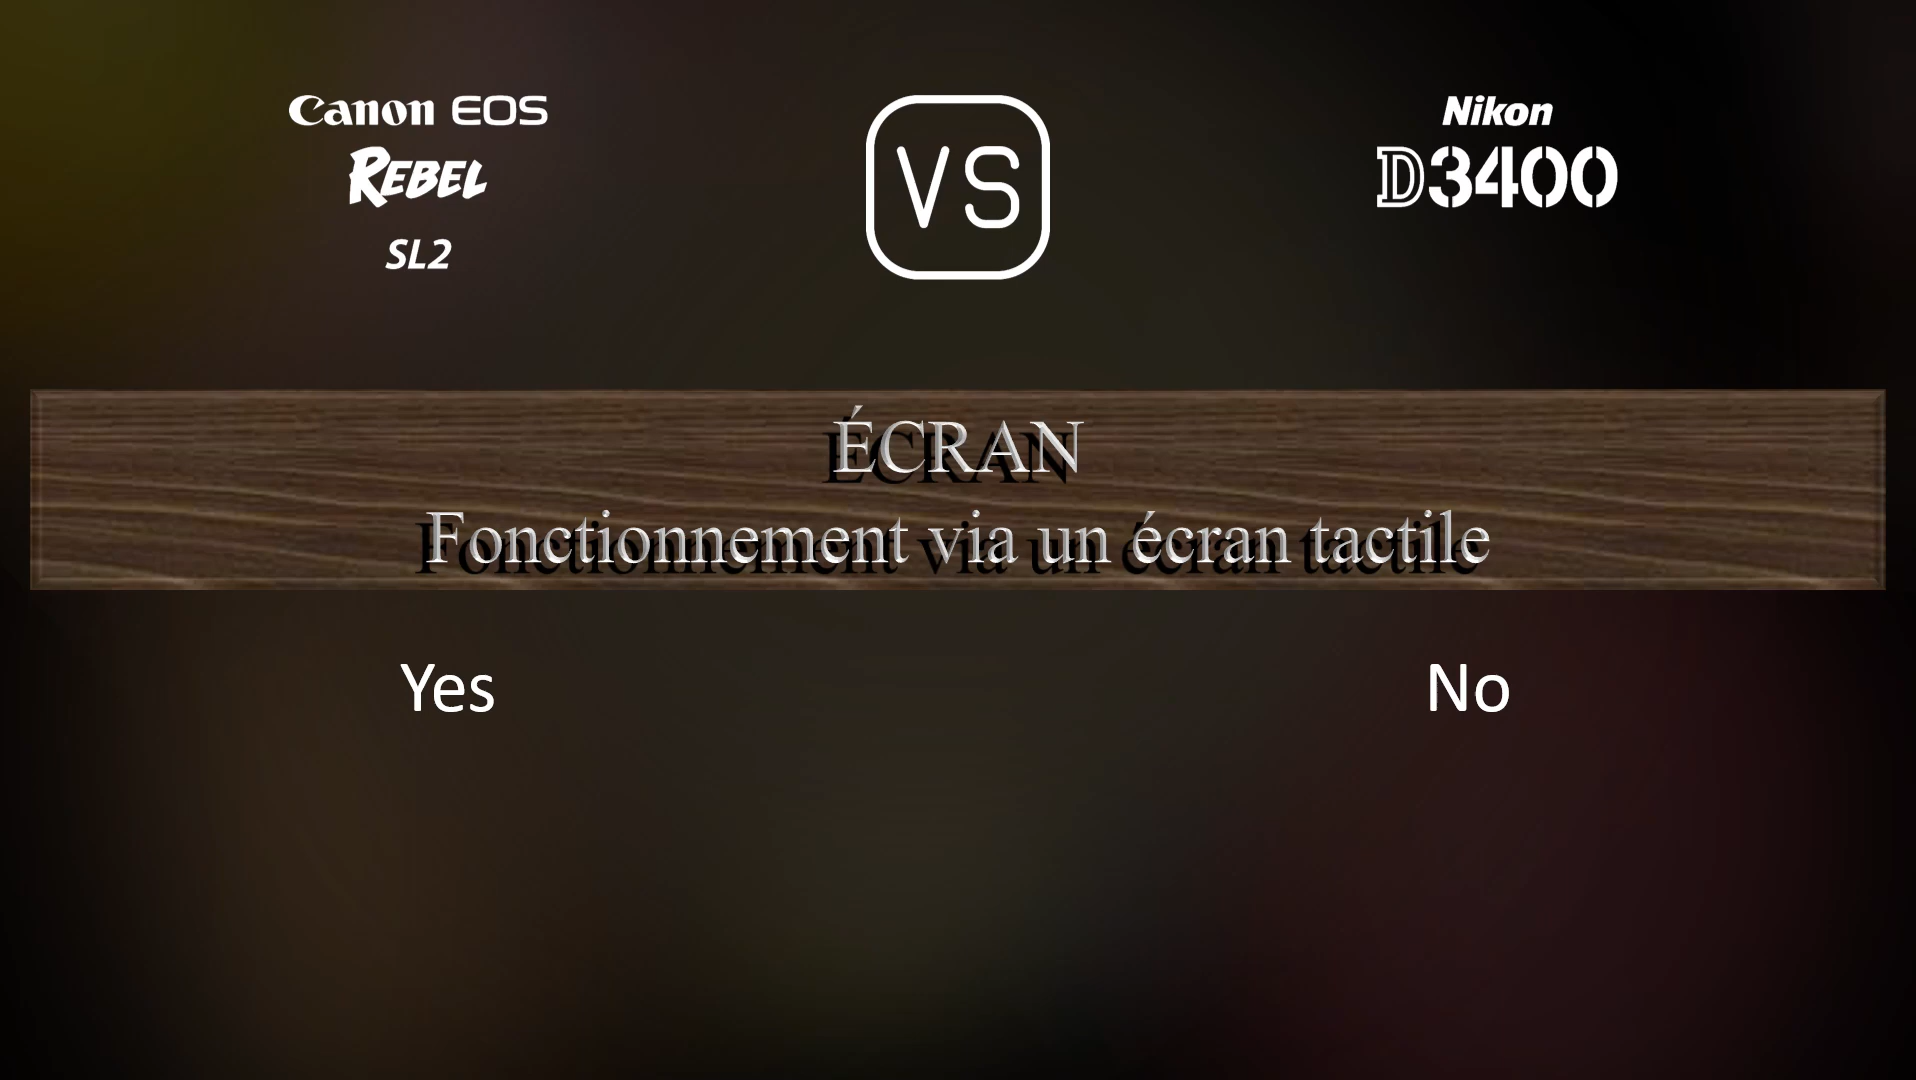 Canon EOS
REBEL
SL2
VS
Nikon
D3400
ÉCRAN
Fonctionnement via un écran tactile
Yes
No